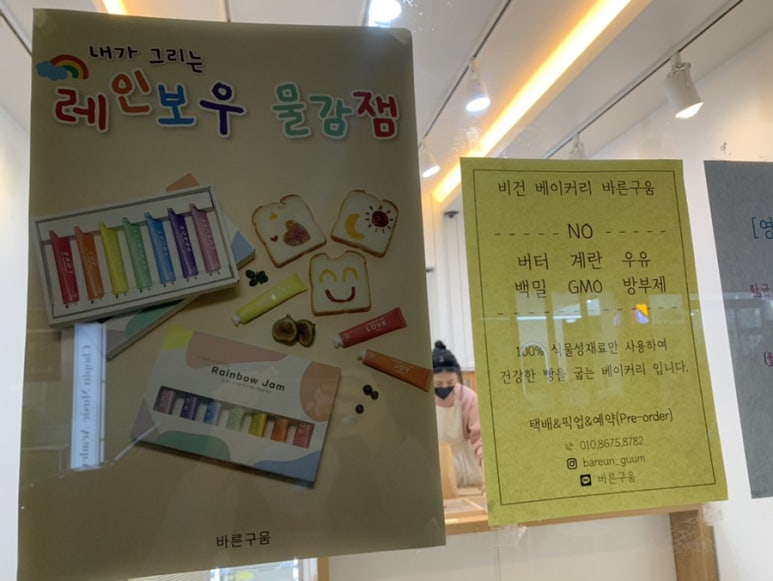 내가 그리는
레인보우 물감잼
LOVE
JOY
Rainbow Jam
바른구움
Chopin Music Acade
비건 베이커리 바른구움
NO
버터 계란 우유
백밀 GMO 방부제
100% 식물성재료만 사용하여
건강한 빵을 굽는 베이커리 입니다.
택배&픽업&예약(Pre-order)
010.8675.8782
bareun_guum
바른구움
[영